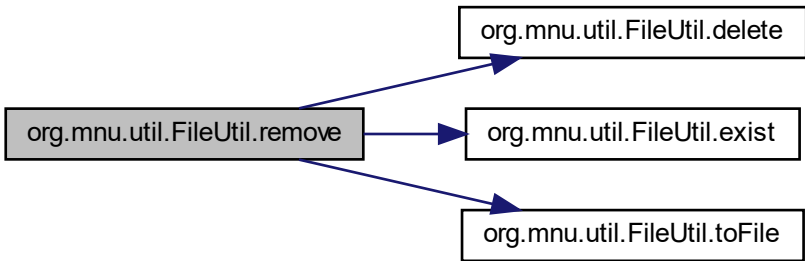 org.mnu.util.FileUtil.delete
org.mnu.util.FileUtil.remove
org.mnu.util.FileUtil.exist
org.mnu.util.FileUtil.toFile